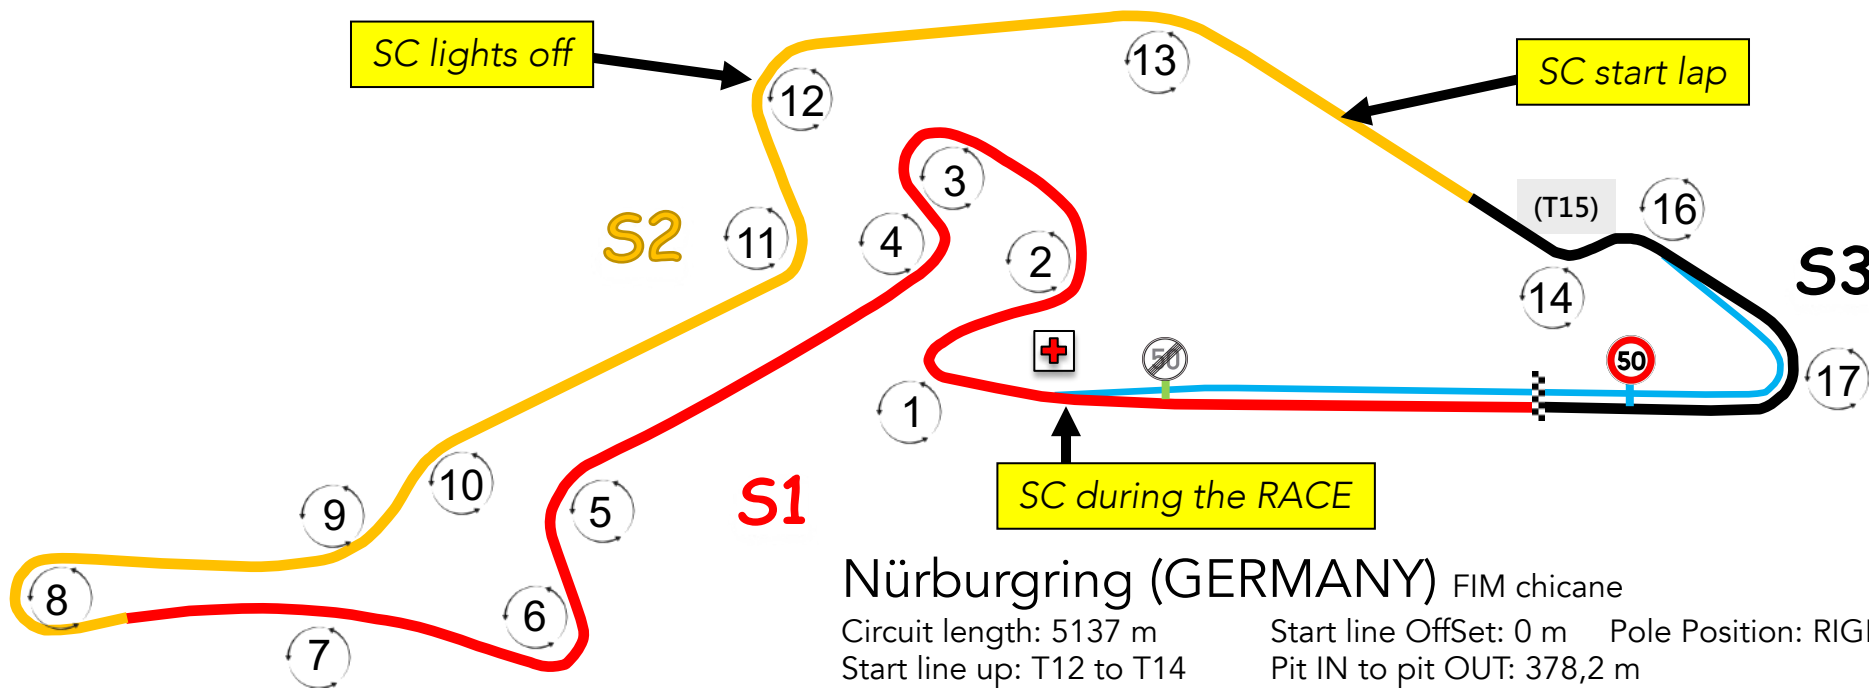 SC lights off
SC start lap
13
12
3
(T15)
16
S2
11
4
2
S3
14
50
50
17
1
10
S1
SC during the RACE
9
5
8
6
7
Nürburgring (GERMANY) FIM chicane
Circuit length: 5137 m
Start line OffSet: 0 m
Pole Position:
Start line up: T12 to T14
Pit IN to pit OUT: 378,2 m